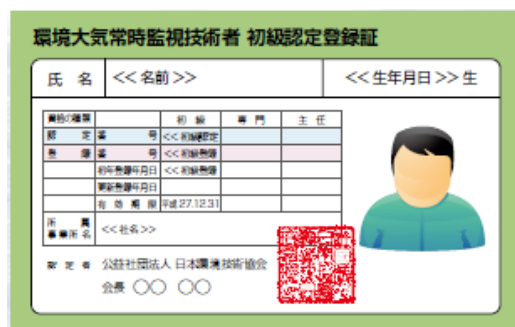 環境大気常時監視技術者 初級認定登録証
氏 名 <<名前>> <<生年月日>>生
資格の種類 初 級 専 門 主 任
認 定 番 号 <<初級認定
登 録 番 号 <<初級登録
初年登録年月日 <<初級登録
更新登録年月日
有 効 期 限 平成27.12.31
所 属
事業所名 <<社名>>
認 定 者 公益社団法人 日本環境技術協会
会長 ○○ ○○